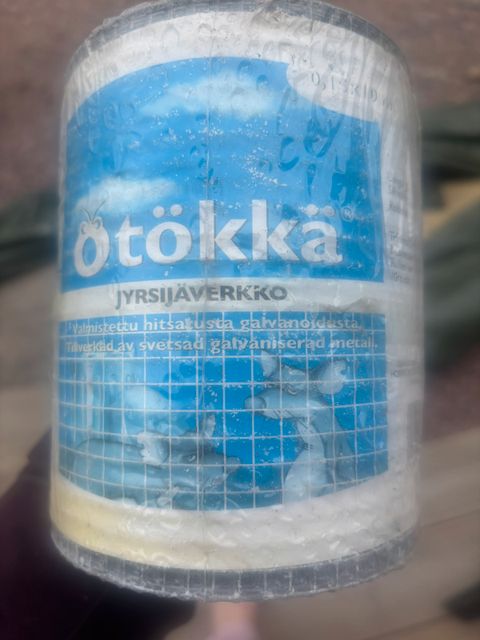 Ötökkä®
JYRSIJÄVERKKO
Valmistettu hitsatusta galvanoidusta.
Tillverkad av svetsad galvaniserad metall.